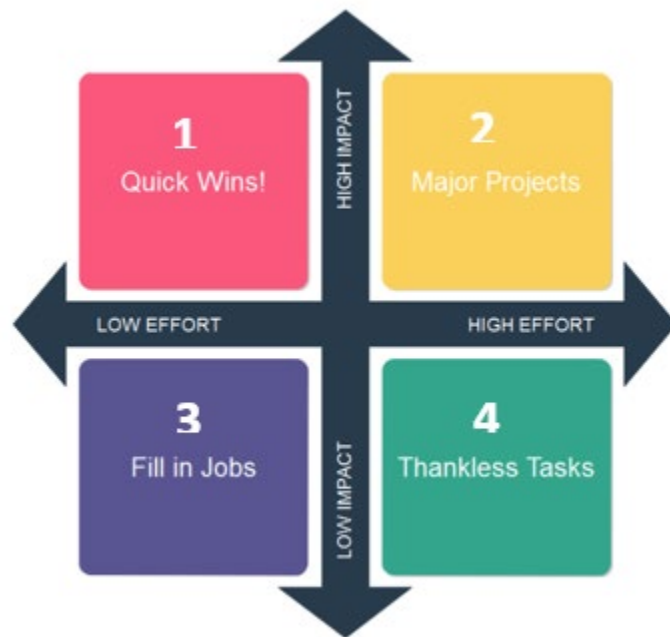 HIGH IMPACT
1
Quick Wins!
2
Major Projects
LOW EFFORT
HIGH EFFORT
3
Fill in Jobs
4
Thankless Tasks
LOW IMPACT